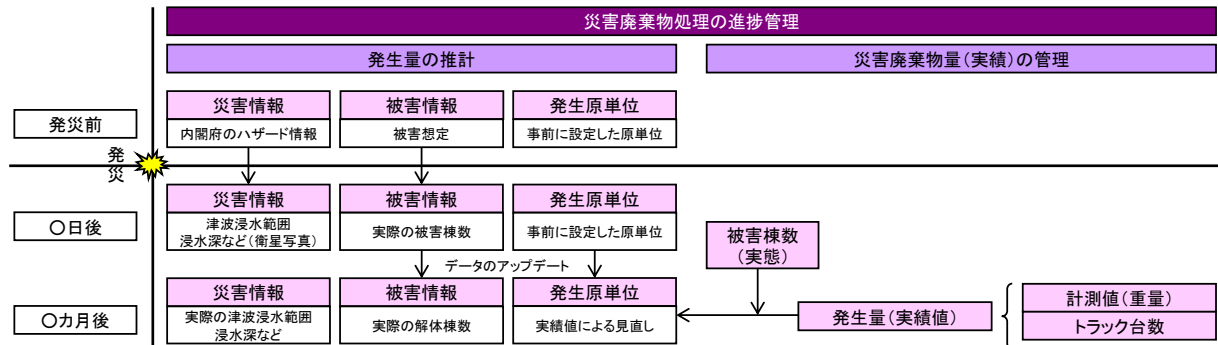 災害廃棄物処理の進捗管理
発生量の推計
災害廃棄物量（実績）の管理
発災前
災害情報
内閣府のハザード情報
被害情報
被害想定
発生原単位
事前に設定した原単位
発災
〇日後
災害情報
津波浸水範囲
浸水深など（衛星写真）
被害情報
実際の被害棟数
発生原単位
事前に設定した原単位
被害棟数
（実態）
データのアップデート
〇カ月後
災害情報
実際の津波浸水範囲
浸水深など
被害情報
実際の解体棟数
発生原単位
実績値による見直し
発生量（実績値）
計測値（重量）
トラック台数